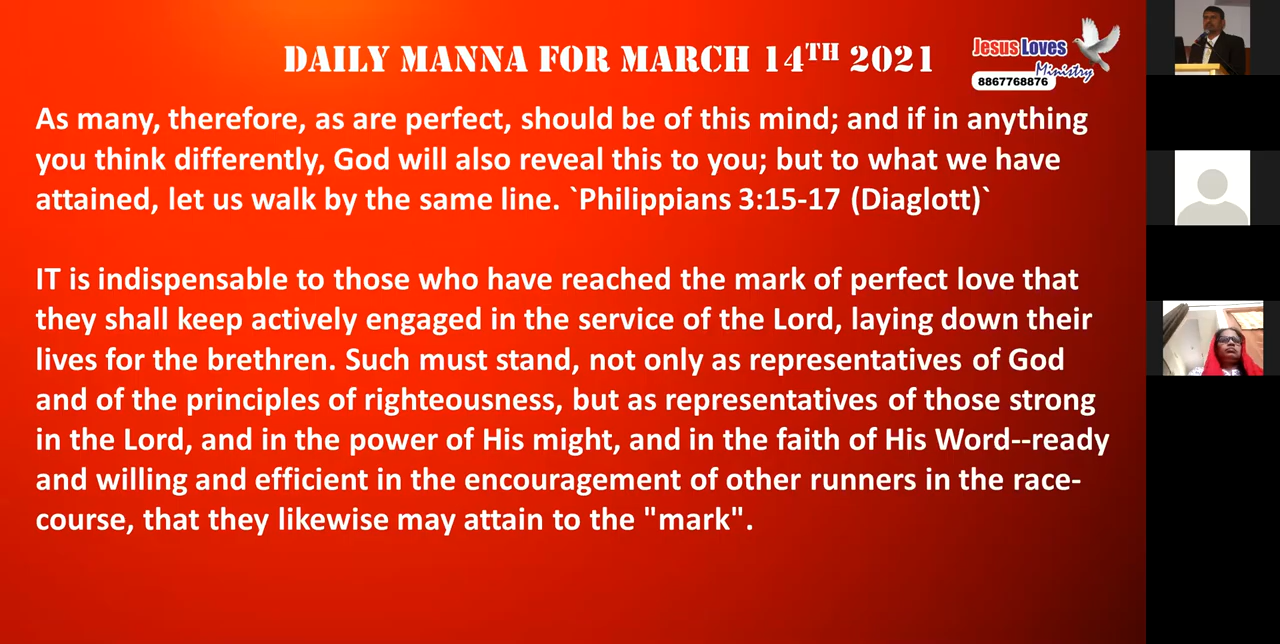 DAILY MANNA FOR MARCH 14TH 2021
Jesus Loves
Ministry
8867768876
As many, therefore, as are perfect, should be of this mind; and if in anything
you think differently, God will also reveal this to you; but to what we have
attained, let us walk by the same line. `Philippians 3:15-17 (Diaglott)`
IT is indispensable to those who have reached the mark of perfect love that
they shall keep actively engaged in the service of the Lord, laying down their
lives for the brethren. Such must stand, not only as representatives of God
and of the principles of righteousness, but as representatives of those strong
in the Lord, and in the power of His might, and in the faith of His Word--ready
and willing and efficient in the encouragement of other runners in the race-
course, that they likewise may attain to the "mark".